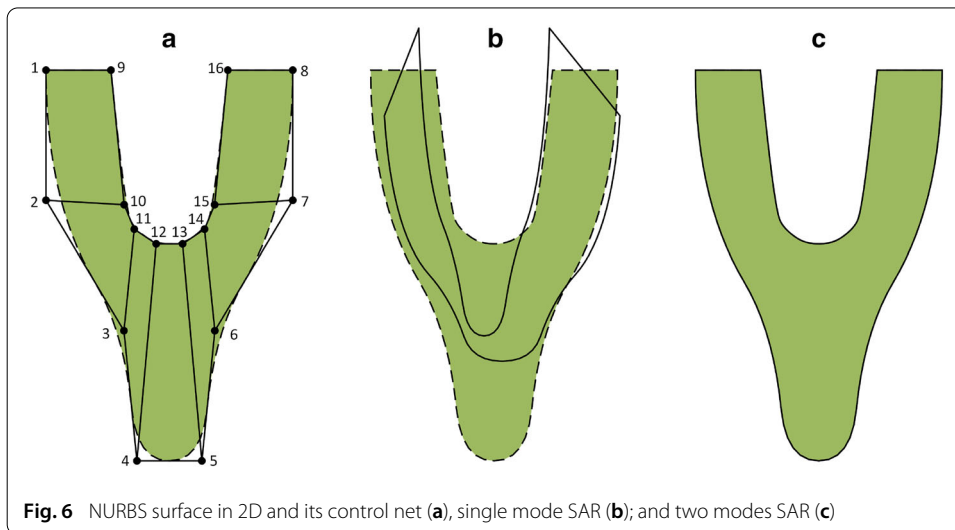 a b c
1 9 16 8
2 10 15 7
11 14
12 13
3 6
4 5
Fig. 6 NURBS surface in 2D and its control net (a), single mode SAR (b); and two modes SAR (c)